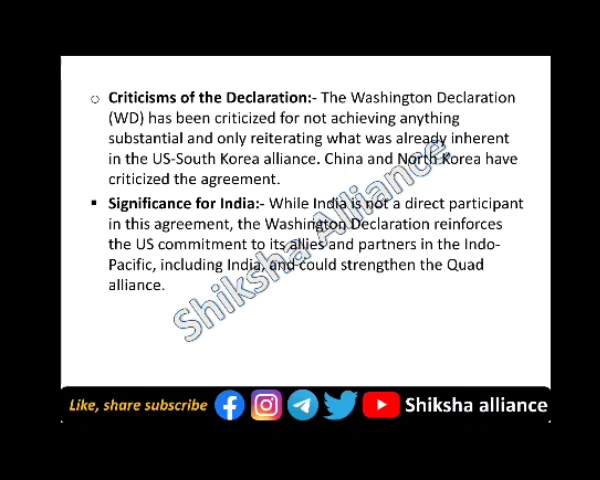 Criticisms of the Declaration:- The Washington Declaration
(WD) has been criticized for not achieving anything
substantial and only reiterating what was already inherent
in the US-South Korea alliance. China and North Korea have
criticized the agreement.
Significance for India:- While India is not a direct participant
in this agreement, the Washington Declaration reinforces
the US commitment to its allies and partners in the Indo-
Pacific, including India, and could strengthen the Quad
alliance.
Shiksha Alliance
Like, share subscribe
Shiksha alliance